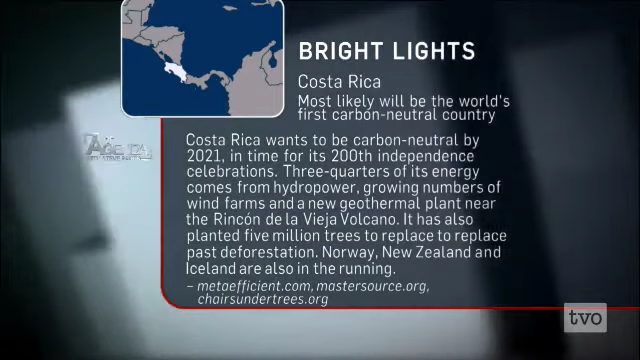 BRIGHT LIGHTS
Costa Rica
Most likely will be the world's
first carbon-neutral country
Costa Rica wants to be carbon-neutral by
2021, in time for its 200th independence
celebrations. Three-quarters of its energy
comes from hydropower, growing numbers of
wind farms and a new geothermal plant near
the Rincón de la Vieja Volcano. It has also
planted five million trees to replace to replace
past deforestation. Norway, New Zealand and
Iceland are also in the running.
– metaefficient.com, mastersource.org,
chairsundertrees.org
tvo